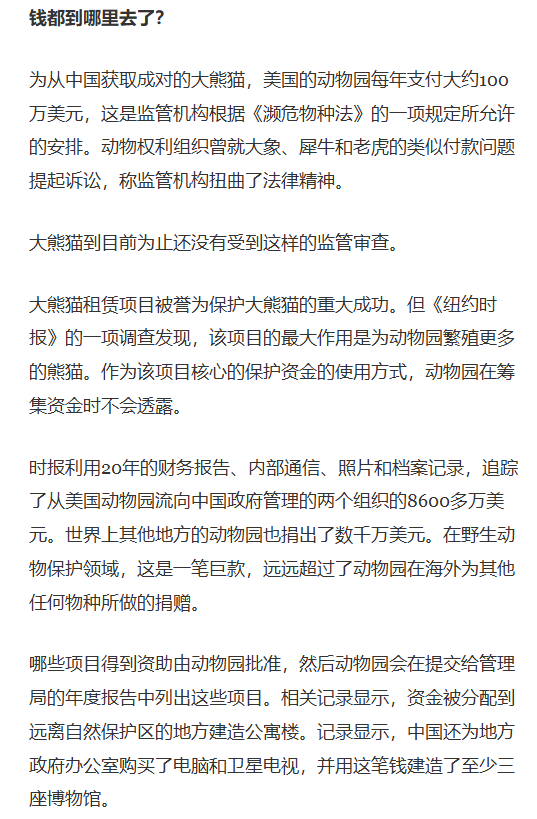 钱都到哪里去了？
为从中国获取成对的大熊猫，美国的动物园每年支付大约100
万美元，这是监管机构根据《濒危物种法》的一项规定所允许
的安排。动物权利组织曾就大象、犀牛和老虎的类似付款问题
提起诉讼，称监管机构扭曲了法律精神。
大熊猫到目前为止还没有受到这样的监管审查。
大熊猫租赁项目被誉为保护大熊猫的重大成功。但《纽约时
报》的一项调查发现，该项目的最大作用是为动物园繁殖更多
的熊猫。作为该项目核心的保护资金的使用方式，动物园在筹
集资金时不会透露。
时报利用20年的财务报告、内部通信、照片和档案记录，追踪
了从美国动物园流向中国政府管理的两个组织的8600多万美
元。世界上其他地方的动物园也捐出了数千万美元。在野生动
物保护领域，这是一笔巨款，远远超过了动物园在海外为其他
任何物种所做的捐赠。
哪些项目得到资助由动物园批准，然后动物园会在提交给管理
局的年度报告中列出这些项目。相关记录显示，资金被分配到
远离自然保护区的地方建造公寓楼。记录显示，中国还为地方
政府办公室购买了电脑和卫星电视，并用这笔钱建造了至少三
座博物馆。